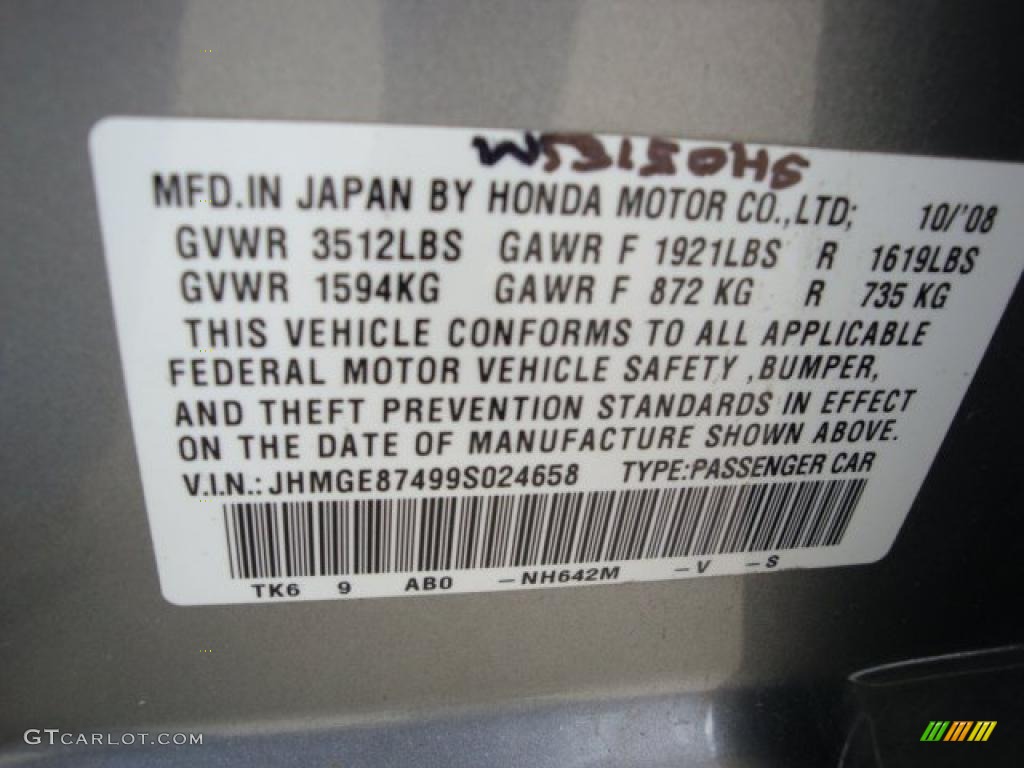 W53150HS
MFD.IN JAPAN BY HONDA MOTOR CO.,LTD; 10/'08
GVWR 3512LBS GAWR F 1921LBS R 1619LBS
GVWR 1594KG GAWR F 872 KG R 735 KG
THIS VEHICLE CONFORMS TO ALL APPLICABLE
FEDERAL MOTOR VEHICLE SAFETY ,BUMPER,
AND THEFT PREVENTION STANDARDS IN EFFECT
ON THE DATE OF MANUFACTURE SHOWN ABOVE.
V.I.N.: JHMGE87499S024658 TYPE:PASSENGER CAR
TK6 9 AB0 -NH642M -V -S
GTCARLOT.COM